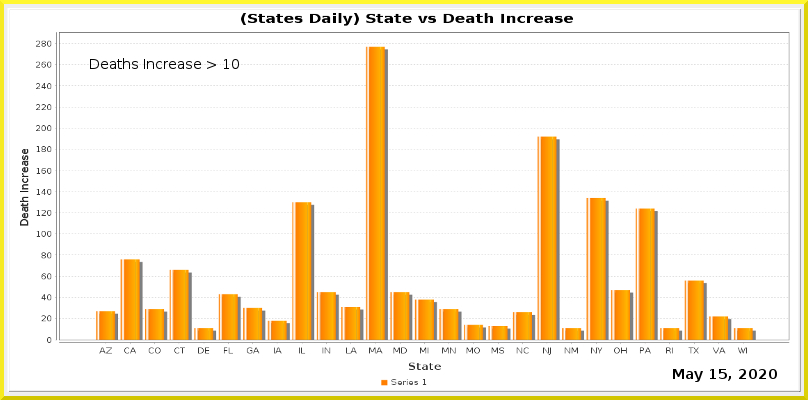 (States Daily) State vs Death Increase
Deaths Increase > 10
280
260
240
220
200
180
160
140
120
100
80
60
40
20
0
Death Increase
AZ CA CO CT DE FL GA IA IL IN LA MA MD MI MN MO MS NC NJ NM NY OH PA RI TX VA WI
State
Series 1
May 15, 2020